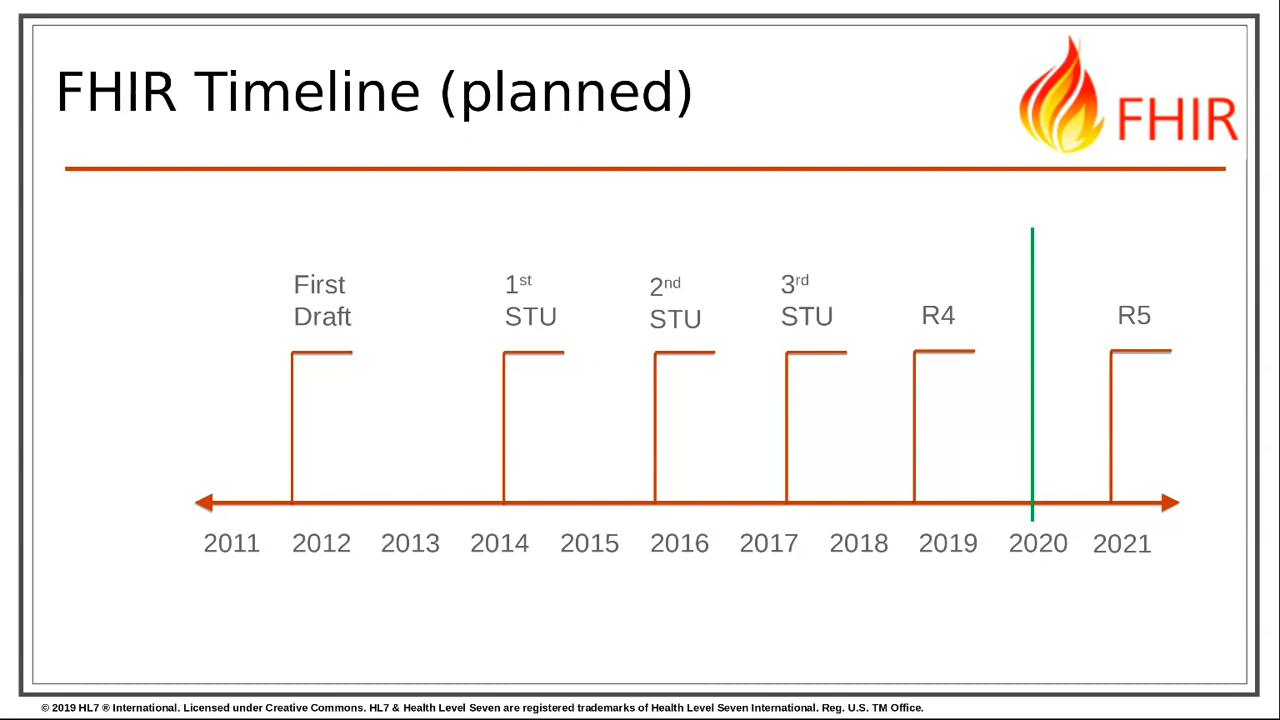 FHIR Timeline (planned)
FHIR
First
Draft
1st
STU
2nd
STU
3rd
STU
R4
R5
2011 2012 2013 2014 2015 2016 2017 2018 2019 2020 2021
© 2019 HL7 ® International. Licensed under Creative Commons. HL7 & Health Level Seven are registered trademarks of Health Level Seven International. Reg. U.S. TM Office.